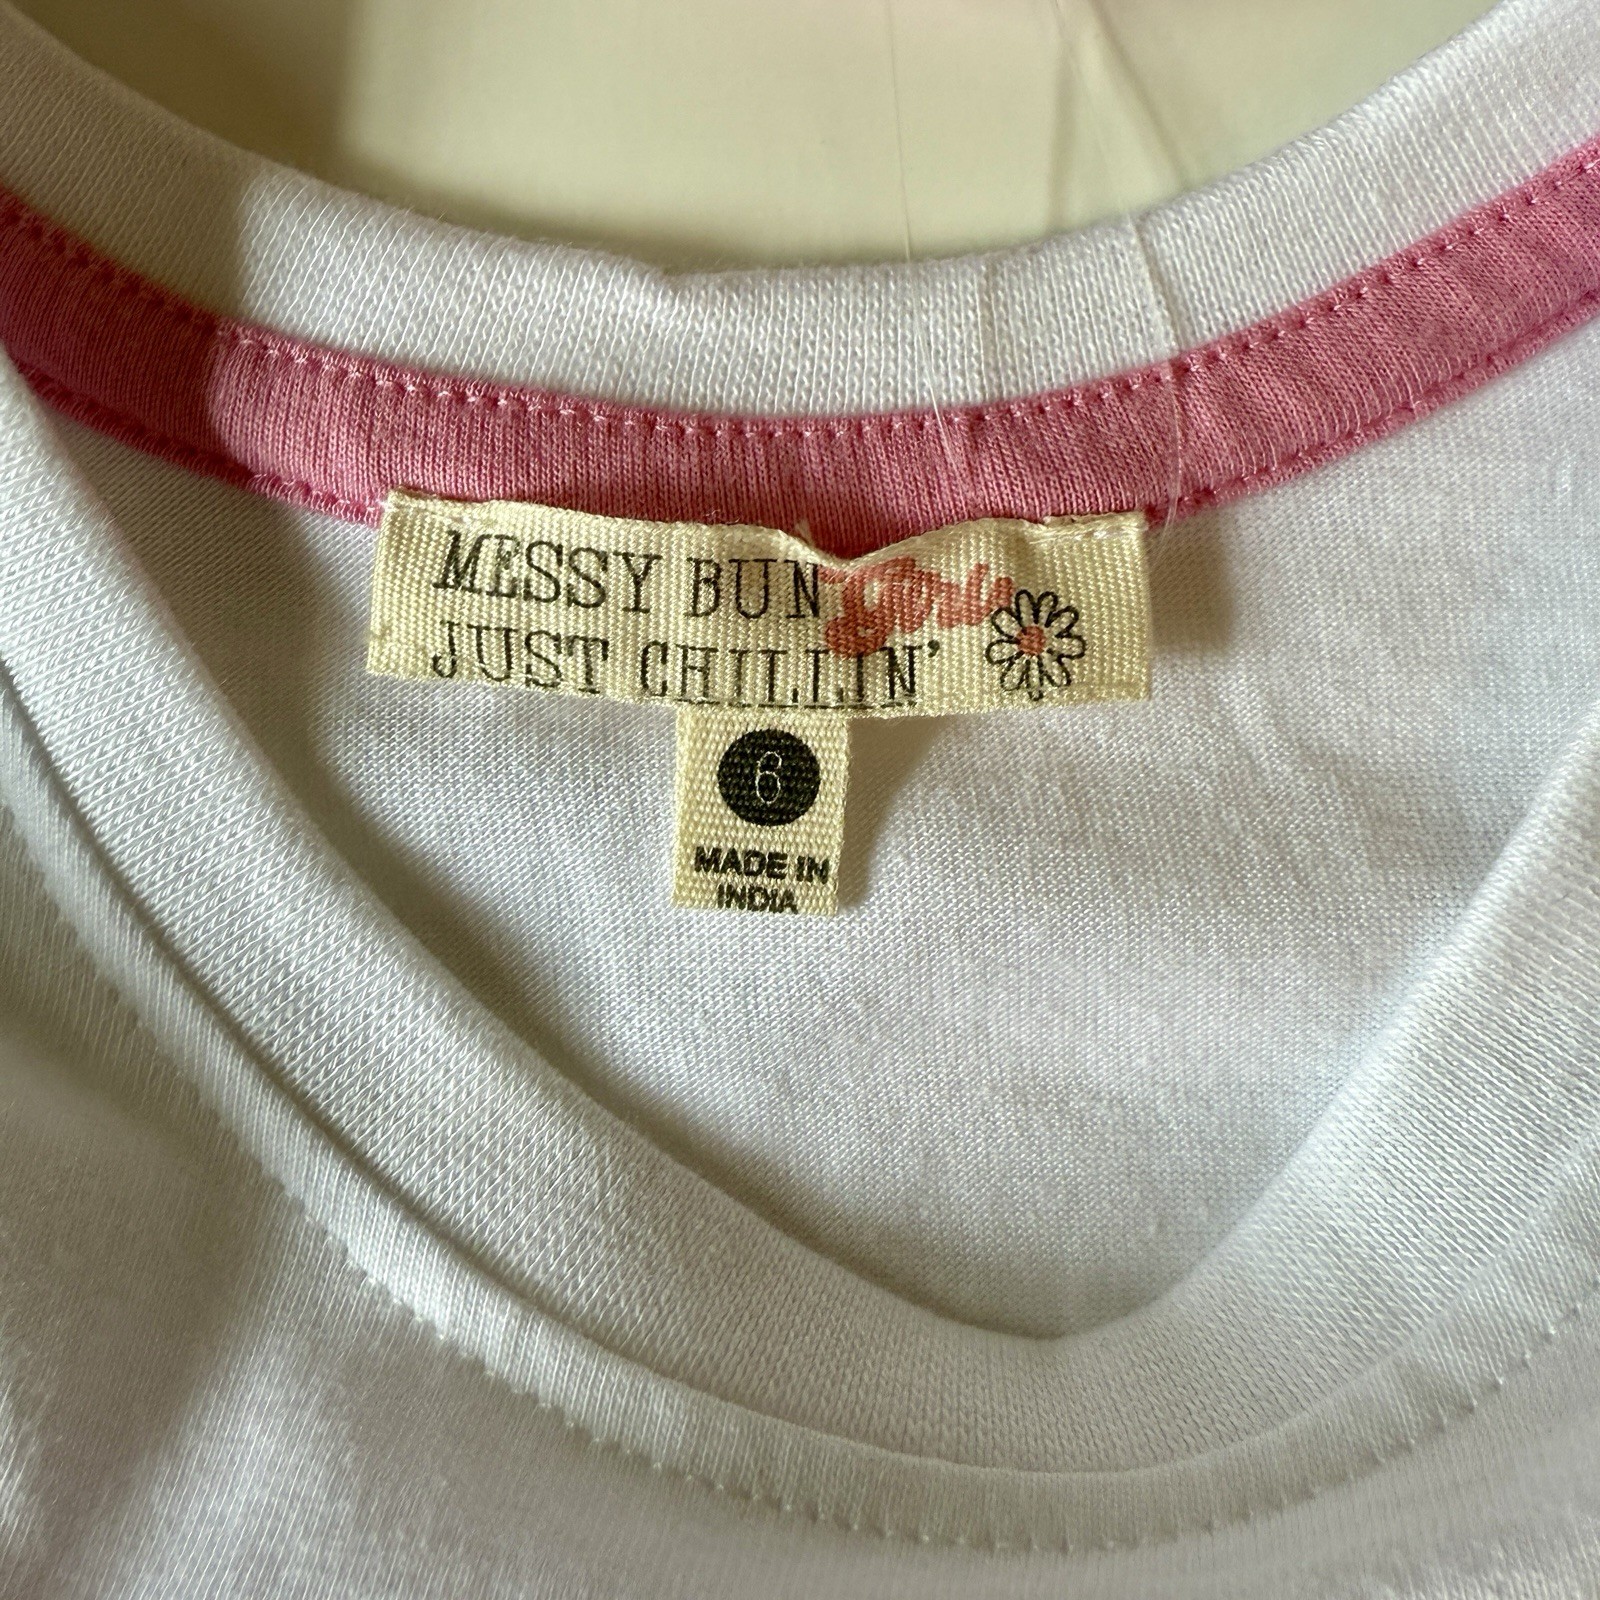 MESSY BUN Girls
JUST CHILLIN'
6
MADE IN
INDIA